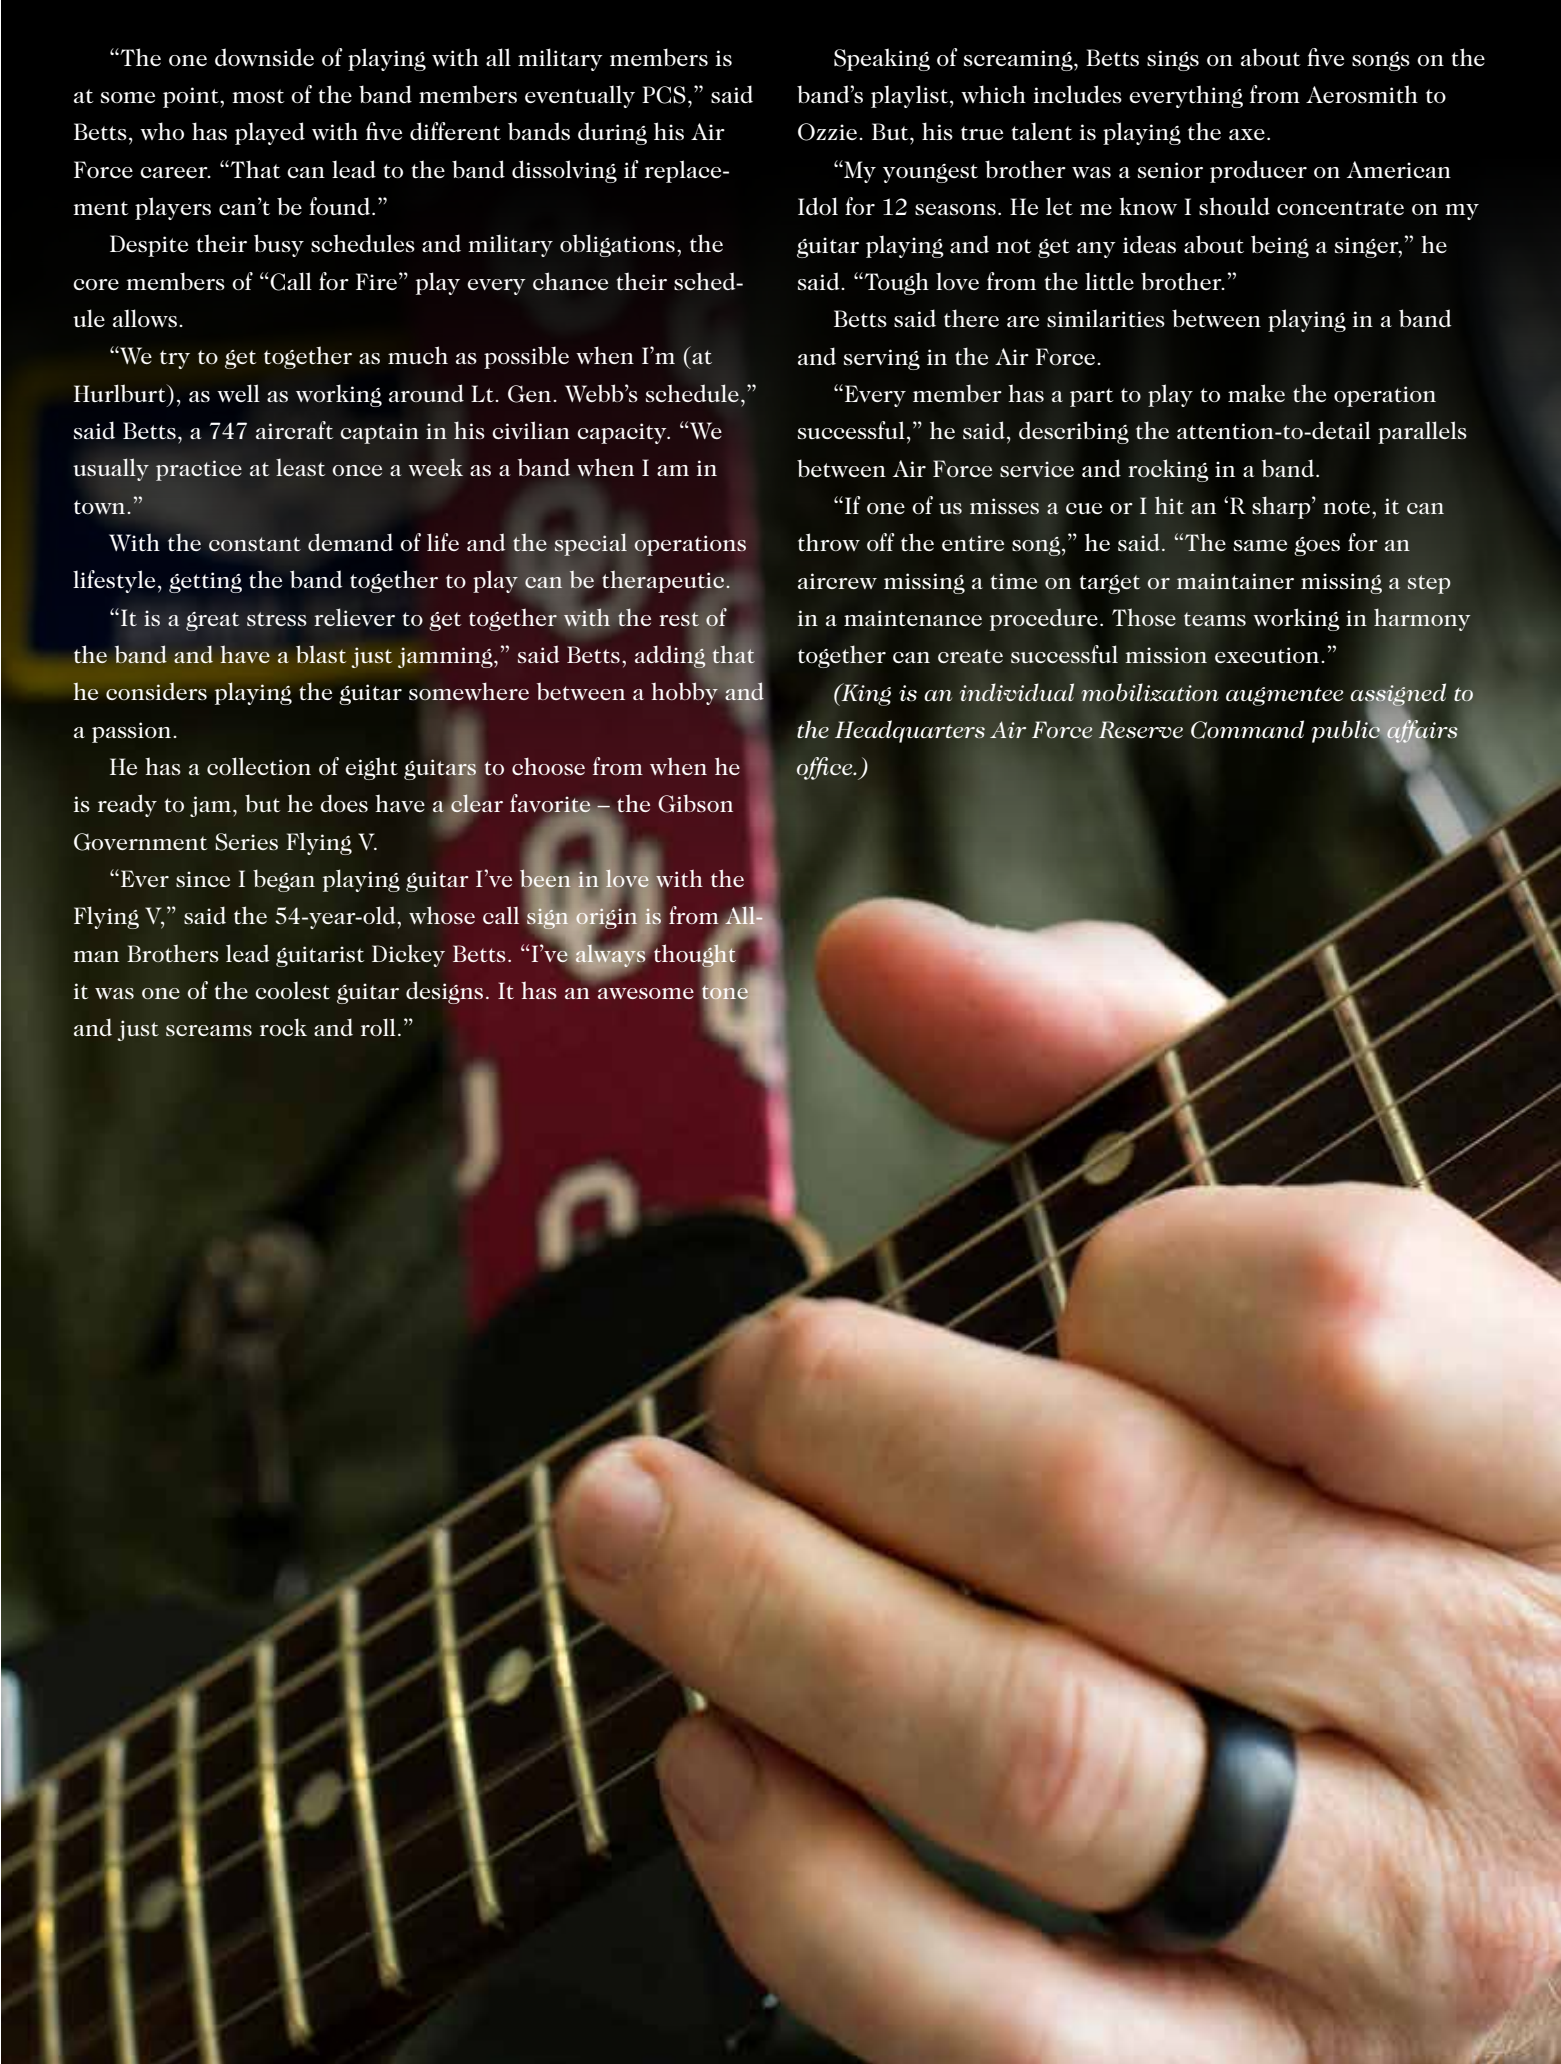 “The one downside of playing with all military members is
at some point, most of the band members eventually PCS,” said
Betts, who has played with five different bands during his Air
Force career. “That can lead to the band dissolving if replace-
ment players can’t be found.”
Despite their busy schedules and military obligations, the
core members of “Call for Fire” play every chance their sched-
ule allows.
“We try to get together as much as possible when I’m (at
Hurlburt), as well as working around Lt. Gen. Webb’s schedule,”
said Betts, a 747 aircraft captain in his civilian capacity. “We
usually practice at least once a week as a band when I am in
town.”
With the constant demand of life and the special operations
lifestyle, getting the band together to play can be therapeutic.
“It is a great stress reliever to get together with the rest of
the band and have a blast just jamming,” said Betts, adding that
he considers playing the guitar somewhere between a hobby and
a passion.
He has a collection of eight guitars to choose from when he
is ready to jam, but he does have a clear favorite – the Gibson
Government Series Flying V.
“Ever since I began playing guitar I’ve been in love with the
Flying V,” said the 54-year-old, whose call sign origin is from All-
man Brothers lead guitarist Dickey Betts. “I’ve always thought
it was one of the coolest guitar designs. It has an awesome tone
and just screams rock and roll.”
Speaking of screaming, Betts sings on about five songs on the
band’s playlist, which includes everything from Aerosmith to
Ozzie. But, his true talent is playing the axe.
“My youngest brother was a senior producer on American
Idol for 12 seasons. He let me know I should concentrate on my
guitar playing and not get any ideas about being a singer,” he
said. “Tough love from the little brother.”
Betts said there are similarities between playing in a band
and serving in the Air Force.
“Every member has a part to play to make the operation
successful,” he said, describing the attention-to-detail parallels
between Air Force service and rocking in a band.
“If one of us misses a cue or I hit an ‘R sharp’ note, it can
throw off the entire song,” he said. “The same goes for an
aircrew missing a time on target or maintainer missing a step
in a maintenance procedure. Those teams working in harmony
together can create successful mission execution.”
(King is an individual mobilization augmentee assigned to
the Headquarters Air Force Reserve Command public affairs
office.)